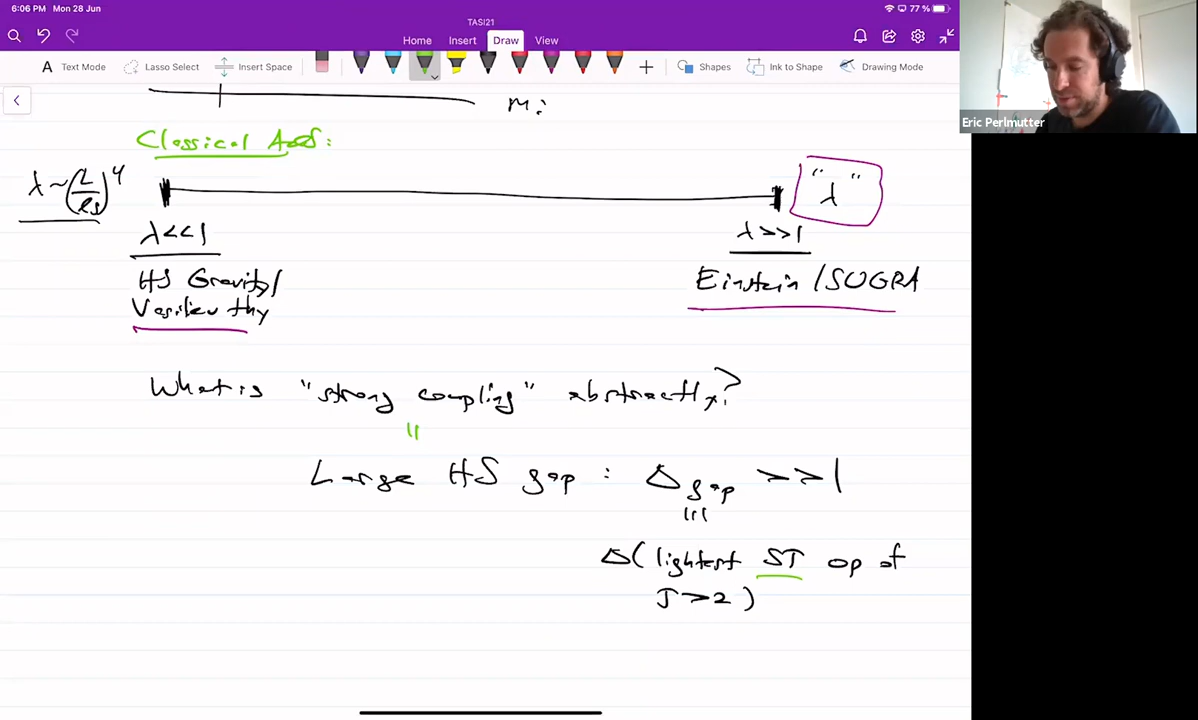 6:06 PM Mon 28 Jun
77 %
TASI21
Home Insert Draw View
Text Mode Lasso Select Insert Space Shapes Ink to Shape Drawing Mode
Eric Perlmutter
m:
Classical AdS:
λ ~ (L/ls)^4
"λ"
λ<<1 λ>>1
HS Gravity/ Einstein/SUGRA
Vasiliev thy
What is "strong coupling" abstractly?
"
Large HS gap : Δgap >>1
|||
Δ(lightest ST op of
J>2)